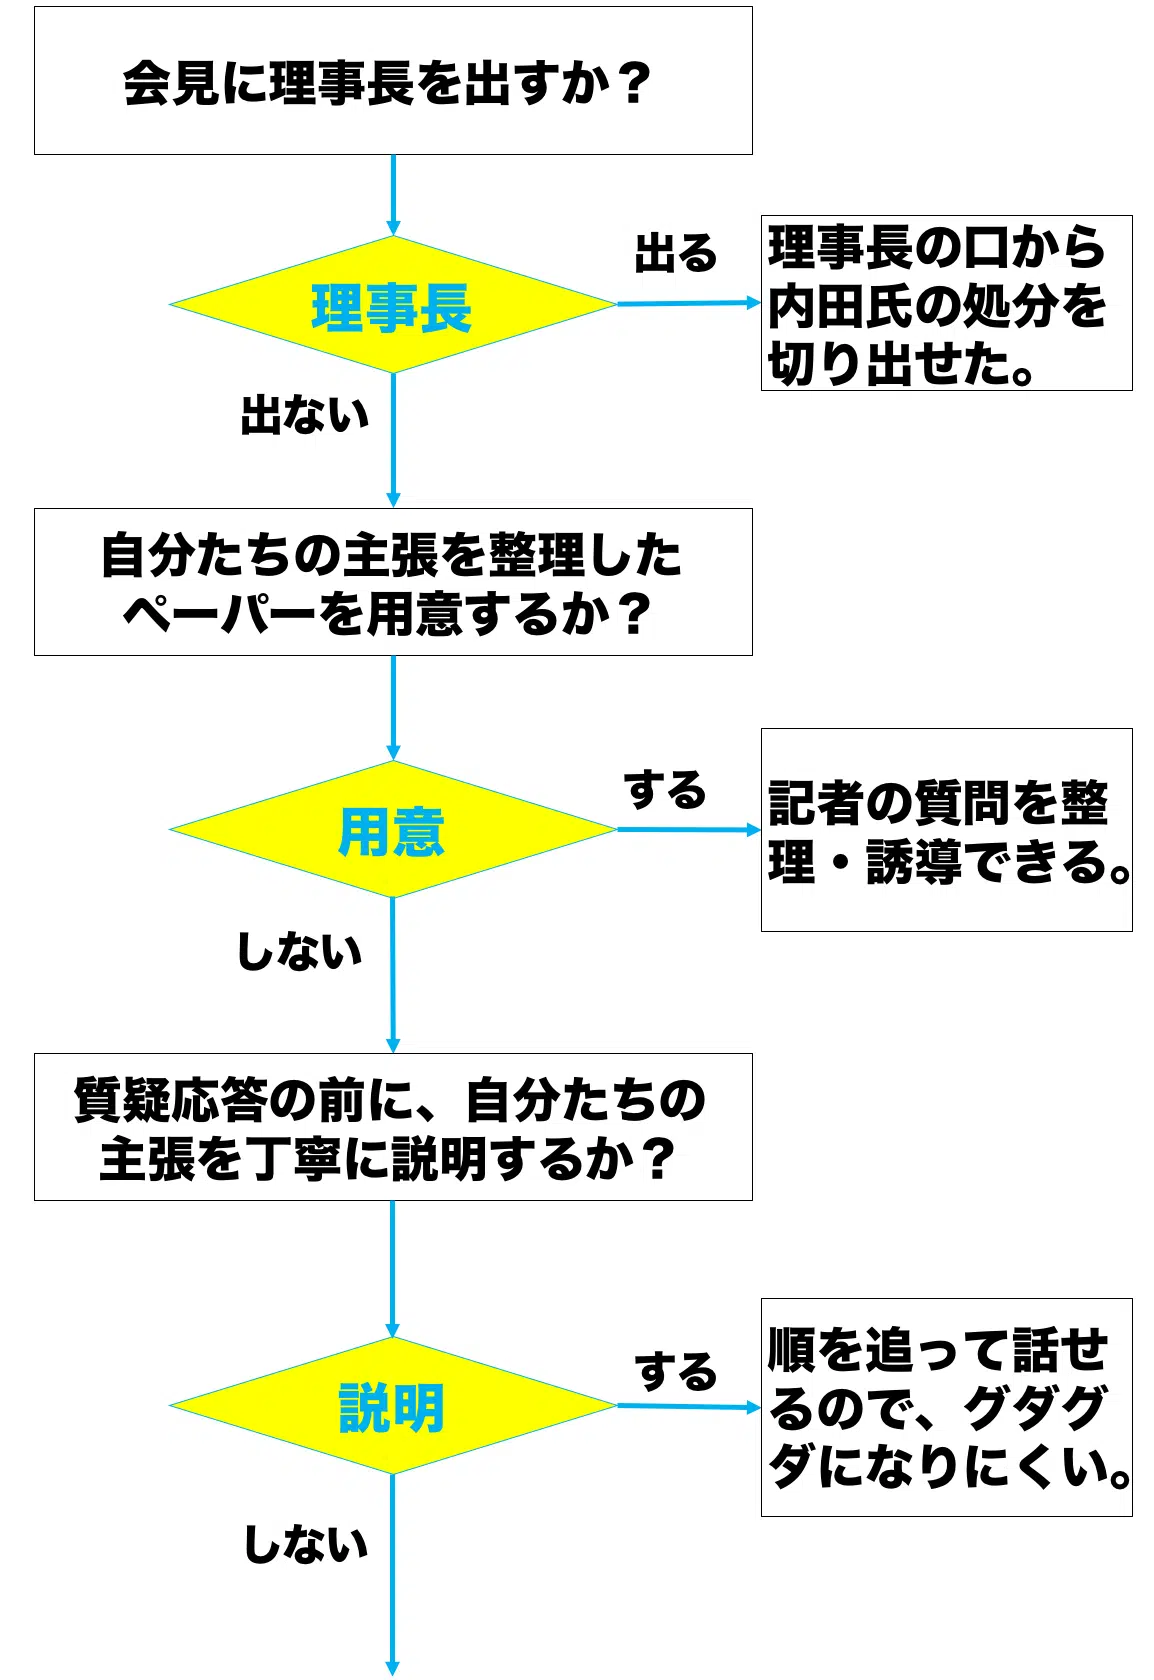 会見に理事長を出すか？
理事長
出る
理事長の口から
内田氏の処分を
切り出せた。
出ない
自分たちの主張を整理した
ペーパーを用意するか？
用意
する
記者の質問を整
理・誘導できる。
しない
質疑応答の前に、自分たちの
主張を丁寧に説明するか？
説明
する
順を追って話せ
るので、グダグ
ダになりにくい。
しない